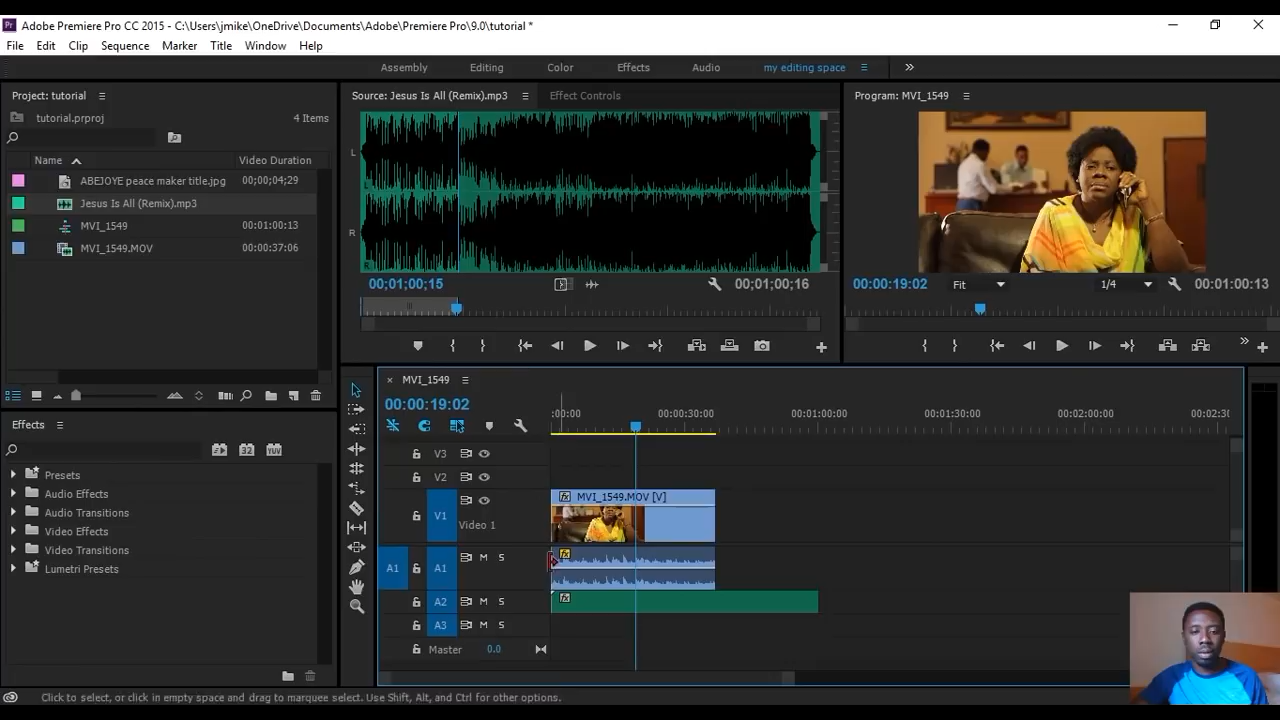 Pr Adobe Premiere Pro CC 2015 - C:\Users\jmike\OneDrive\Documents\Adobe\Premiere Pro\9.0\tutorial *
File Edit Clip Sequence Marker Title Window Help
Assembly Editing Color Effects Audio my editing space
Project: tutorial
tutorial.prproj 4 Items
Name Video Duration
ABEJOYE peace maker title.jpg 00;00;04;29
Jesus Is All (Remix).mp3
MVI_1549 00:01:00:13
MVI_1549.MOV 00:00:37:06
Source: Jesus Is All (Remix).mp3 Effect Controls
L
R
R
00;01;00;15 00;01;00;16
Program: MVI_1549
00:00:19:02 Fit 1/4 00:01:00:13
Effects
32 YUV
Presets
Audio Effects
Audio Transitions
Video Effects
Video Transitions
Lumetri Presets
× MVI_1549
00:00:19:02
:00:00 00:00:30:00 00:01:00:00 00:01:30:00 00:02:00:00 00:02:30
V3
V2
V1 Video 1
fx MVI_1549.MOV [V]
A1 A1 M S fx
A2 M S fx
A3 M S
Master 0.0
Click to select, or click in empty space and drag to marquee select. Use Shift, Alt, and Ctrl for other options.